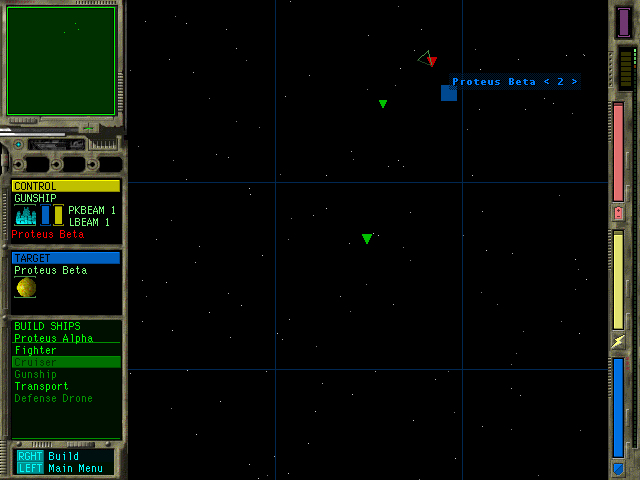 Proteus Beta < 2 >
CONTROL
GUNSHIP
PKBEAM 1
LBEAM 1
Proteus Beta
TARGET
Proteus Beta
BUILD SHIPS
Proteus Alpha
Fighter
Cruiser
Gunship
Transport
Defense Drone
RGHT Build
LEFT Main Menu